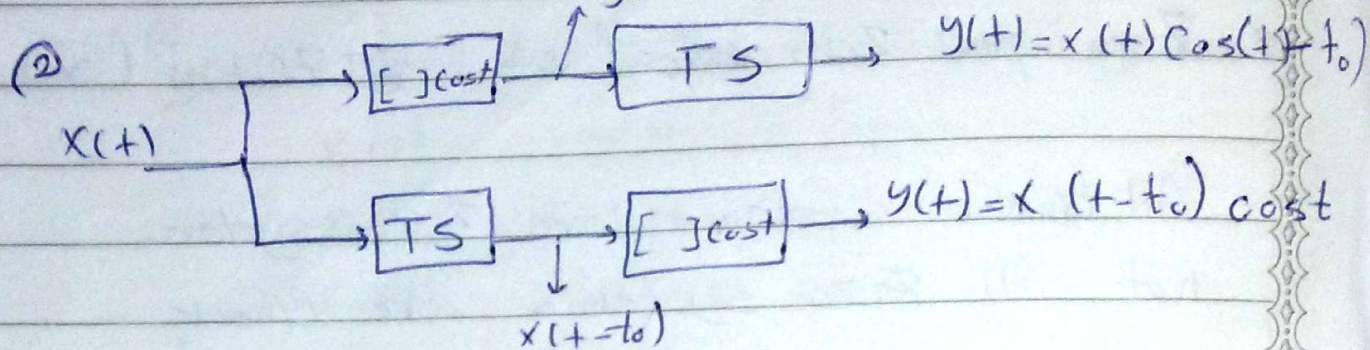 ②
[ ] cost
TS
y(t) = x(t) Cos(t - t₀)
x(t)
TS
[ ] cost
y(t) = x (t - t₀) cost
x(t - t₀)